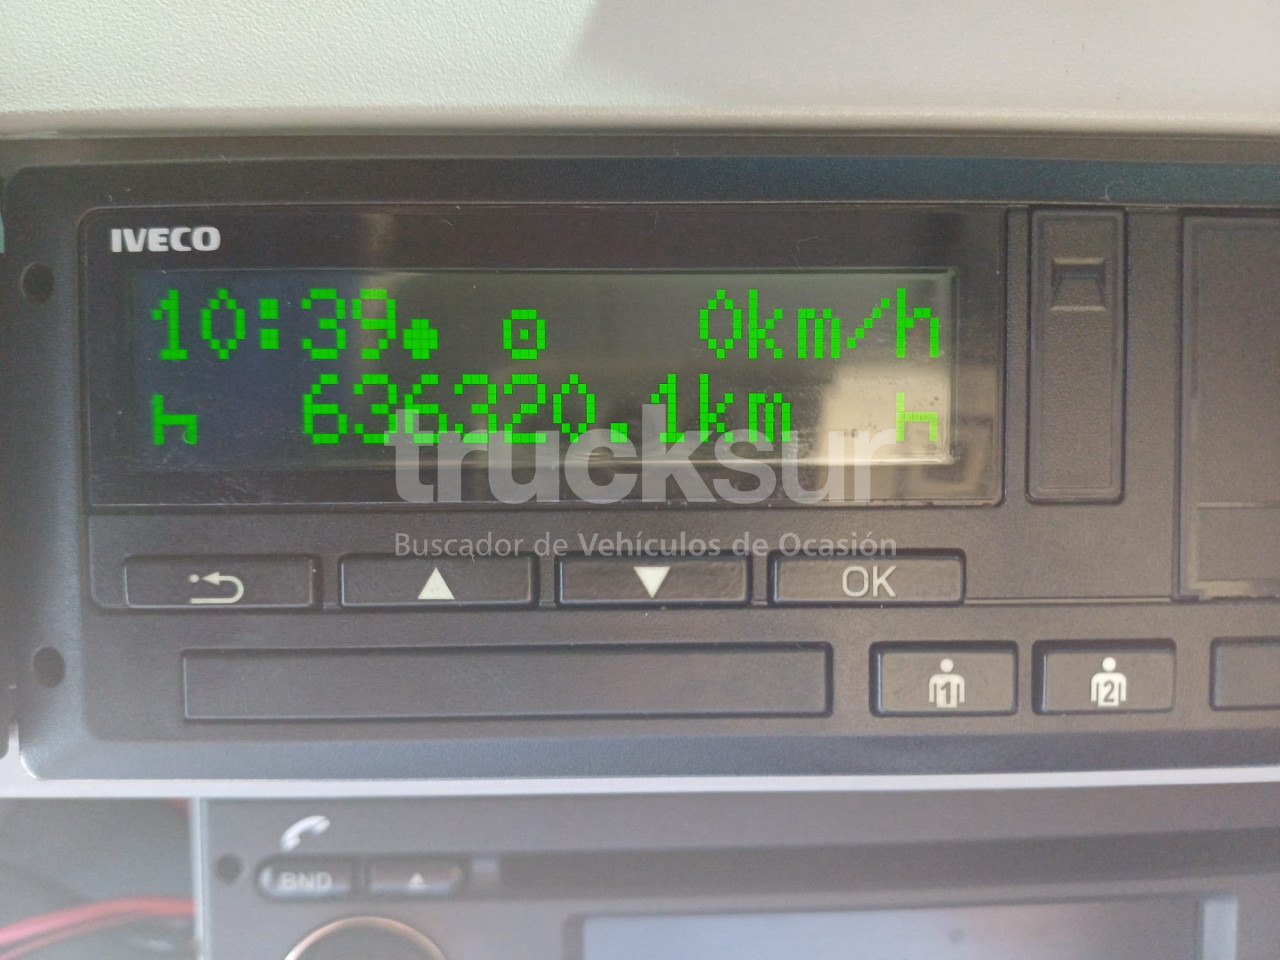 IVECO
10:39 0km/h
636320.1km
trucksur
Buscador de Vehículos de Ocasión
OK
1 2
BND